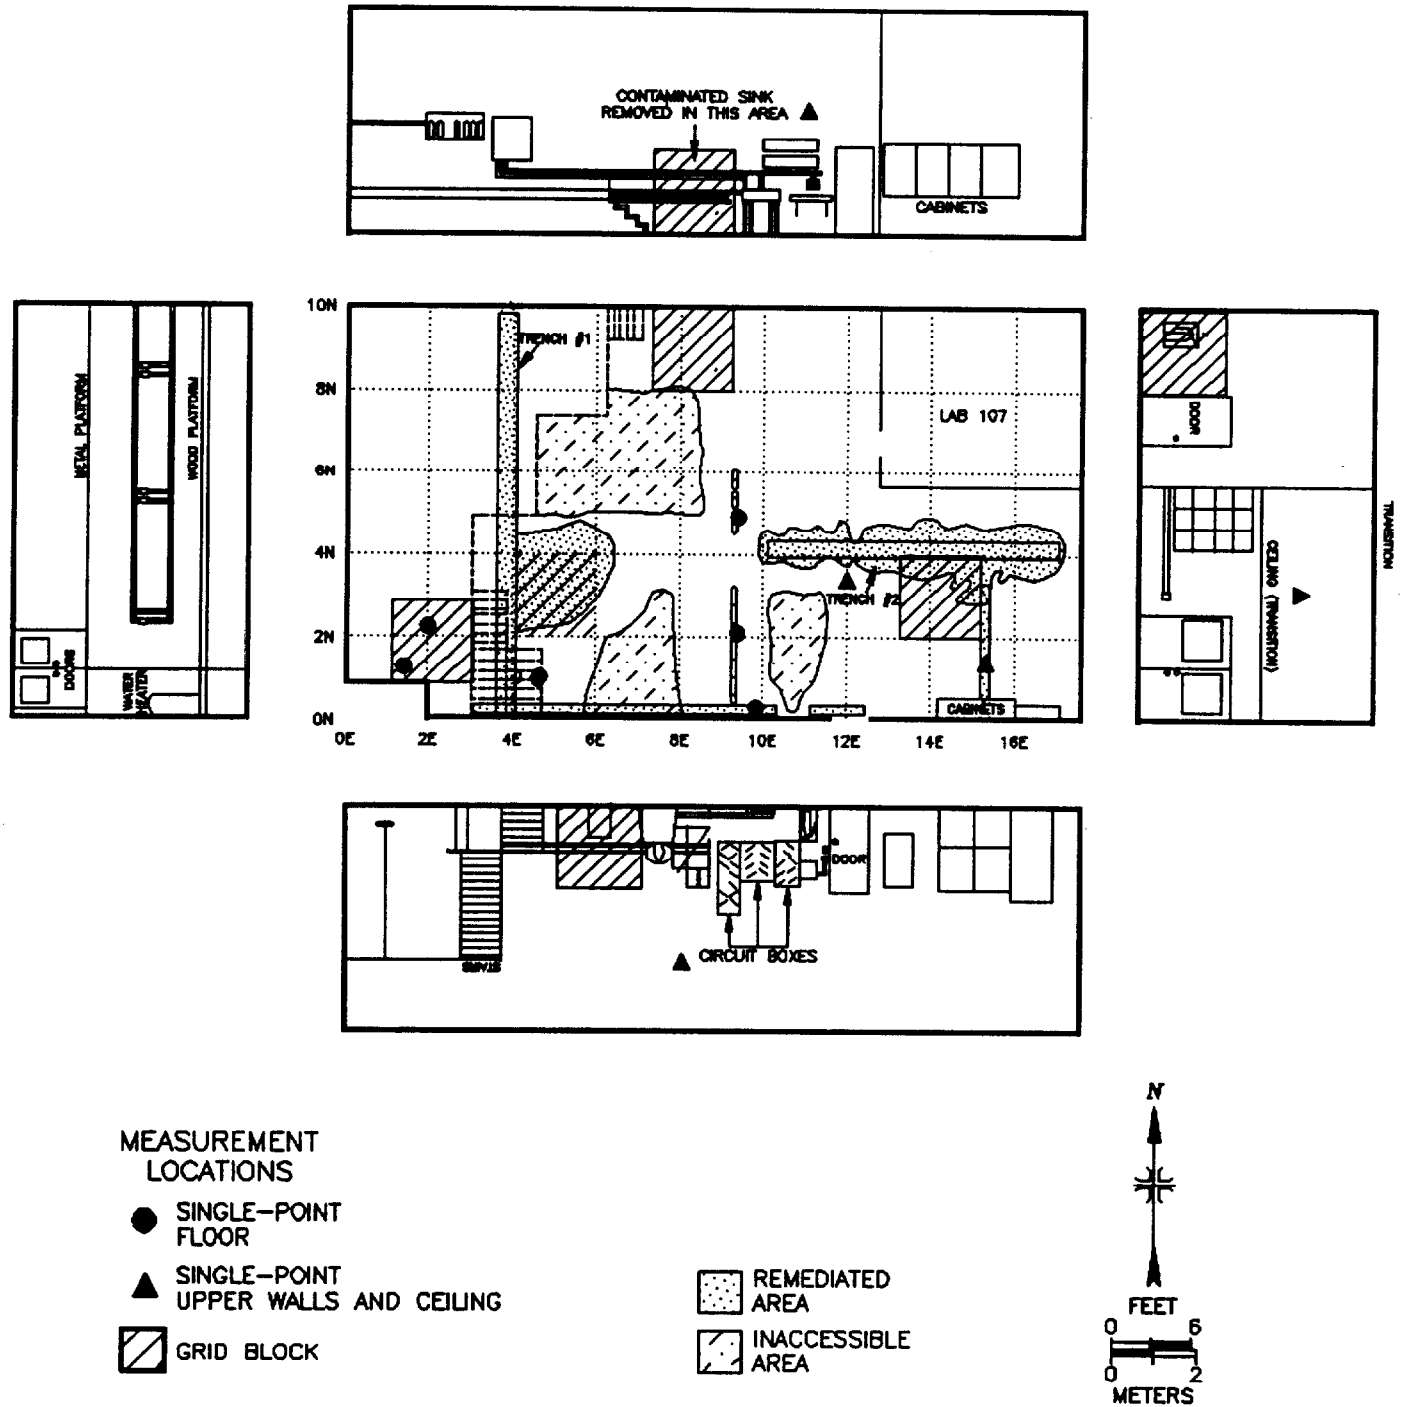 CONTAMINATED SINK
REMOVED IN THIS AREA
CABINETS
METAL PLATFORM
WOOD PLATFORM
DOORS
WATER
HEATER
10N
8N
6N
4N
2N
0N
0E
2E
4E
6E
8E
10E
12E
14E
16E
TRENCH #1
LAB 107
TRENCH #2
CABINETS
DOOR
CEILING (TRANSITION)
TRANSITION
STAIRS
DOOR
CIRCUIT BOXES
MEASUREMENT
LOCATIONS
SINGLE-POINT
FLOOR
SINGLE-POINT
UPPER WALLS AND CEILING
GRID BLOCK
REMEDIATED
AREA
INACCESSIBLE
AREA
N
FEET
0 6
0 2
METERS